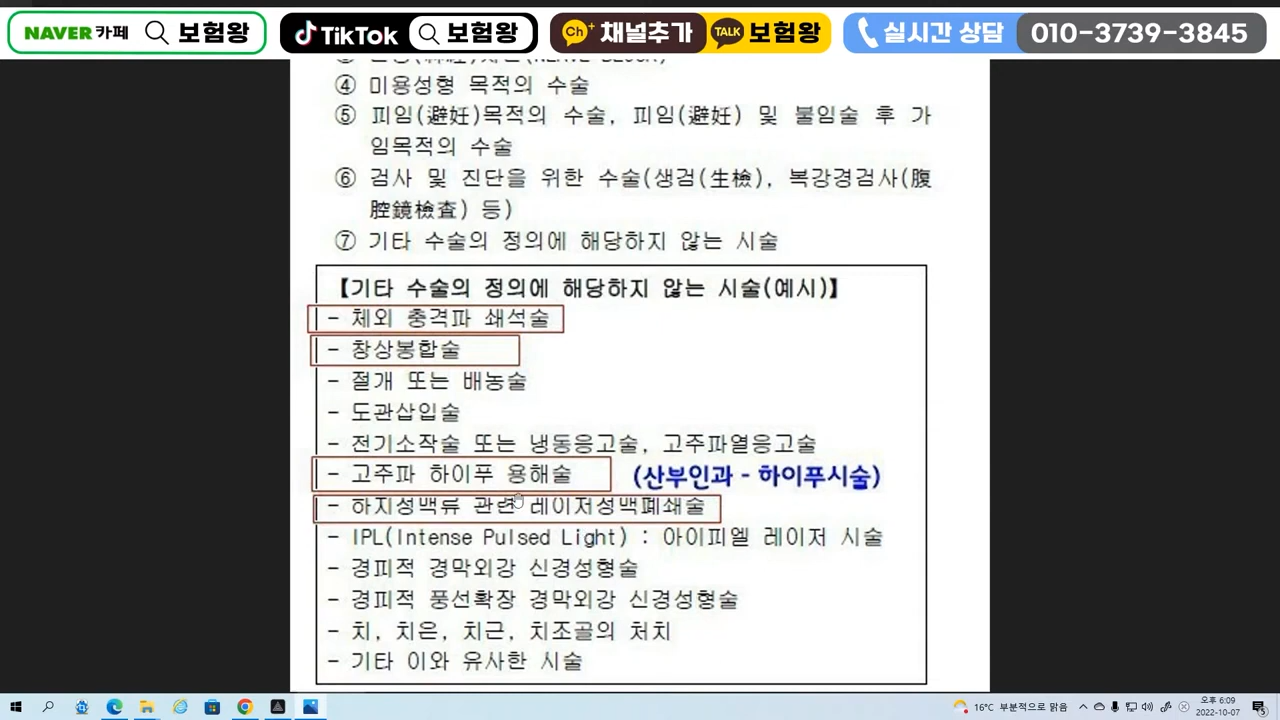 NAVER 카페 보험왕
TikTok 보험왕
Ch+ 채널추가 TALK 보험왕
실시간 상담 010-3739-3845
④ 미용성형 목적의 수술
⑤ 피임(避妊)목적의 수술, 피임(避妊) 및 불임술 후 가
임목적의 수술
⑥ 검사 및 진단을 위한 수술(생검(生檢), 복강경검사(腹
腔鏡檢査) 등)
⑦ 기타 수술의 정의에 해당하지 않는 시술
【기타 수술의 정의에 해당하지 않는 시술(예시)】
- 체외 충격파 쇄석술
- 창상봉합술
- 절개 또는 배농술
- 도관삽입술
- 전기소작술 또는 냉동응고술, 고주파열응고술
- 고주파 하이푸 용해술 (산부인과 - 하이푸시술)
- 하지정맥류 관련 레이저정맥폐쇄술
- IPL(Intense Pulsed Light) : 아이피엘 레이저 시술
- 경피적 경막외강 신경성형술
- 경피적 풍선확장 경막외강 신경성형술
- 치, 치은, 치근, 치조골의 처치
- 기타 이와 유사한 시술
16°C 부분적으로 맑음
오후 6:09
2022-10-07